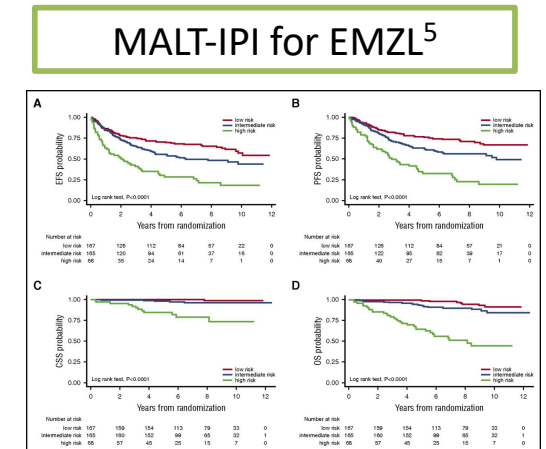 MALT-IPI for EMZL5
A
EFS probability
1.00
0.75
0.50
0.25
0.00
low risk
intermediate risk
high risk
Log rank test, P<0.0001
0 2 4 6 8 10 12
Years from randomization
Number at risk
low risk 167 126 112 84 57 22 0
intermediate risk 165 120 94 61 37 16 0
high risk 68 35 24 14 7 1 0
B
PFS probability
1.00
0.75
0.50
0.25
0.00
low risk
intermediate risk
high risk
Log rank test, P<0.0001
0 2 4 6 8 10 12
Years from randomization
Number at risk
low risk 167 128 112 84 57 21 0
intermediate risk 165 122 95 62 39 17 0
high risk 68 40 27 15 7 1 0
C
CSS probability
1.00
0.75
0.50
0.25
0.00
low risk
intermediate risk
high risk
Log rank test, P<0.0001
0 2 4 6 8 10 12
Years from randomization
Number at risk
low risk 167 159 154 113 79 33 0
intermediate risk 165 160 152 99 65 32 1
high risk 68 57 45 25 15 7 0
D
OS probability
1.00
0.75
0.50
0.25
0.00
low risk
intermediate risk
high risk
Log rank test, P<0.0001
0 2 4 6 8 10 12
Years from randomization
Number at risk
low risk 167 159 154 113 79 33 0
intermediate risk 165 160 152 99 66 32 1
high risk 68 57 45 25 15 7 0